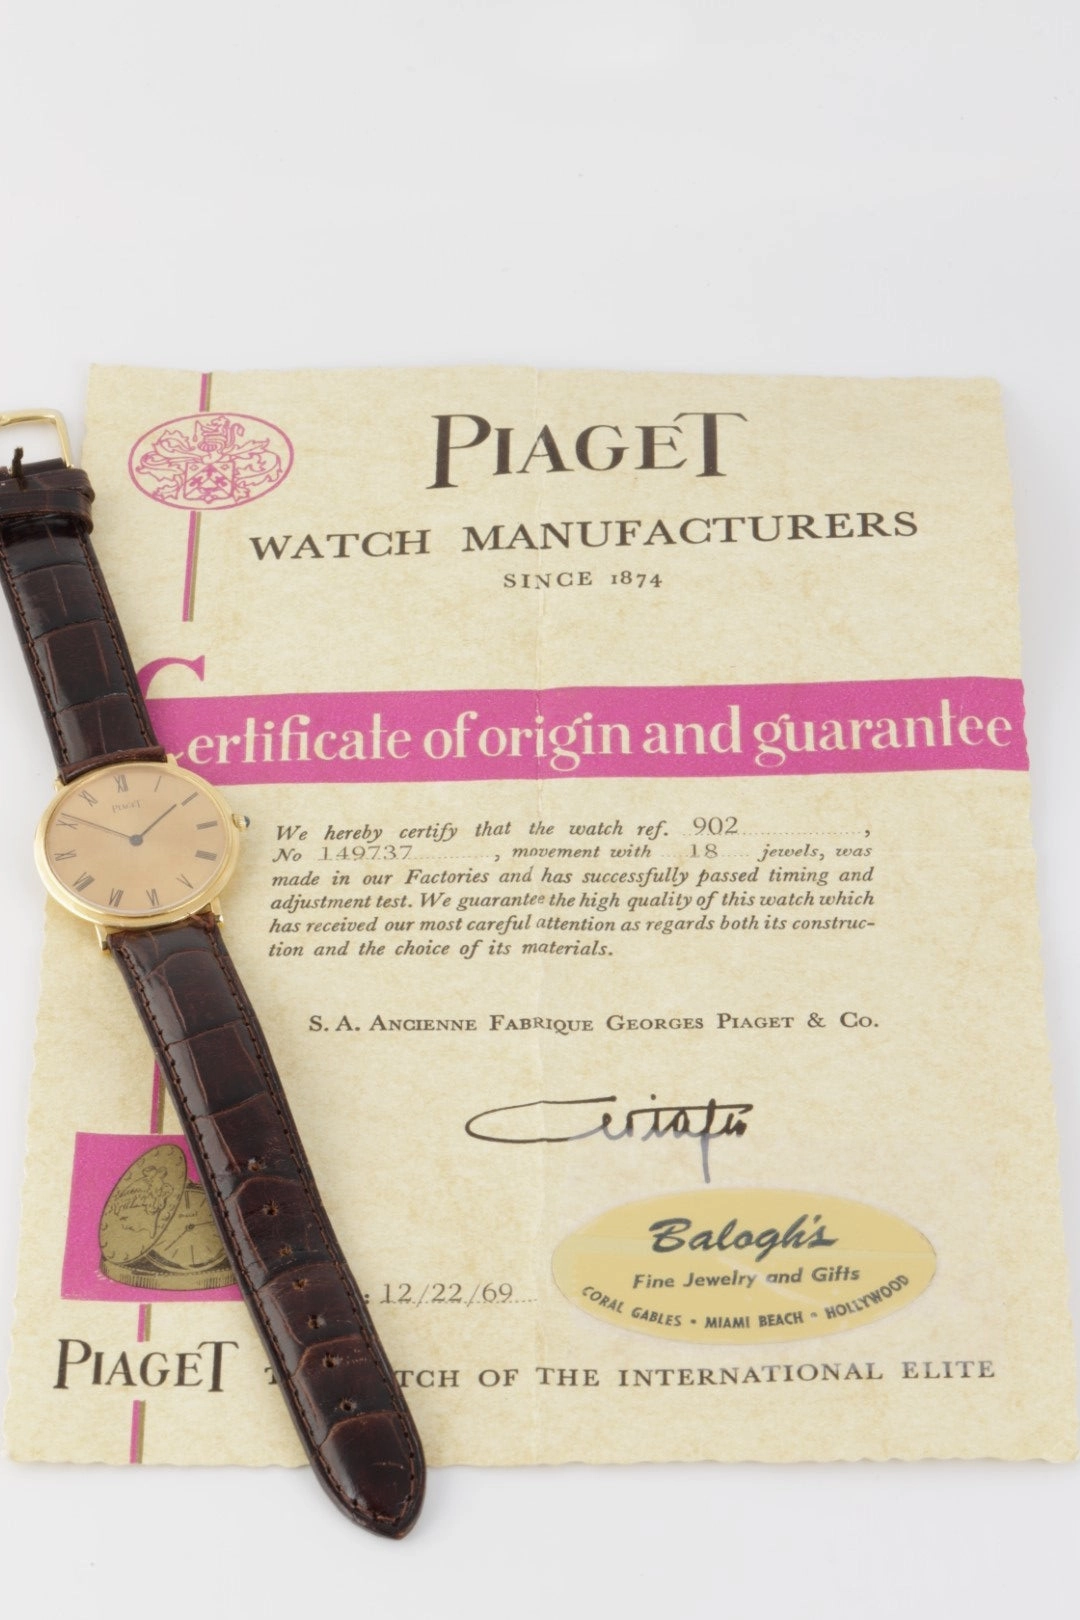 PIAGET
WATCH MANUFACTURERS
SINCE 1874
Certificate of origin and guarantee
PIAGET
We hereby certify that the watch ref. 902,
No 149737, movement with 18 jewels, was
made in our Factories and has successfully passed timing and
adjustment test. We guarantee the high quality of this watch which
has received our most careful attention as regards both its construc-
tion and the choice of its materials.
S. A. ANCIENNE FABRIQUE GEORGES PIAGET & CO.
: 12/22/69
Balogh's
Fine Jewelry and Gifts
CORAL GABLES • MIAMI BEACH • HOLLYWOOD
PIAGET OF THE INTERNATIONAL ELITE